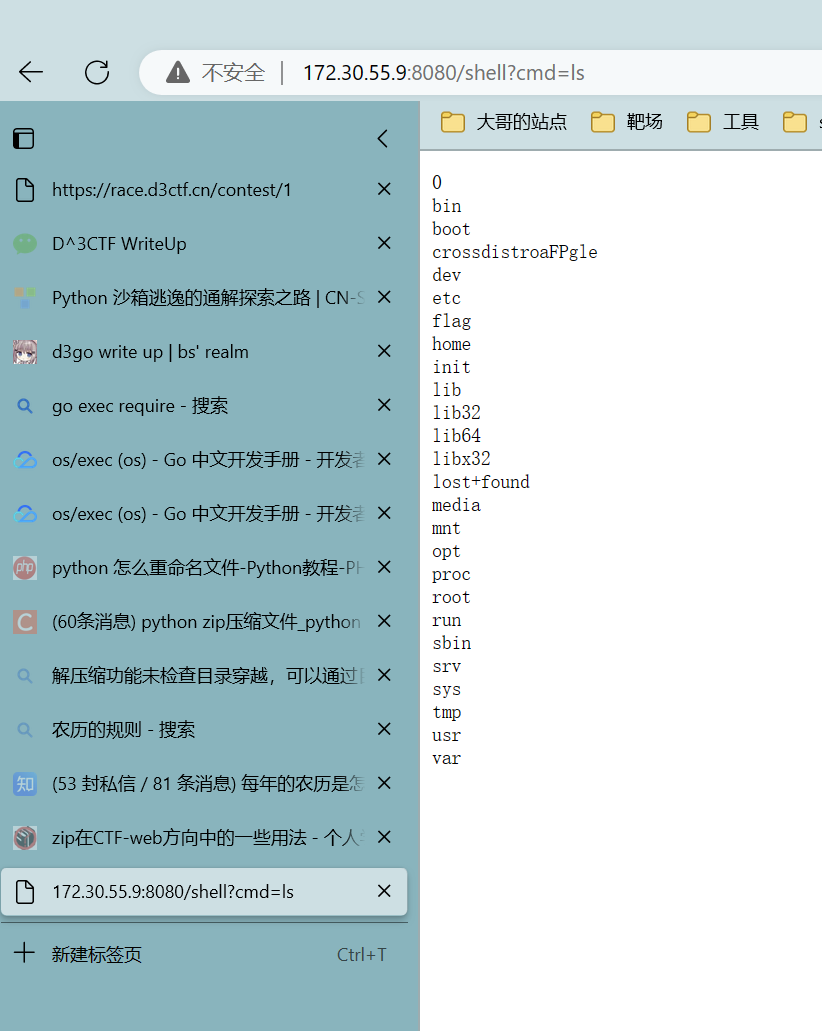 不安全 | 172.30.55.9:8080/shell?cmd=ls
大哥的站点 靶场 工具
https://race.d3ctf.cn/contest/1
D^3CTF WriteUp
Python 沙箱逃逸的通解探索之路 | CN-S
d3go write up | bs' realm
go exec require - 搜索
os/exec (os) - Go 中文开发手册 - 开发者
os/exec (os) - Go 中文开发手册 - 开发者
python 怎么重命名文件-Python教程-PH
(60条消息) python zip压缩文件_python
解压缩功能未检查目录穿越，可以通过
农历的规则 - 搜索
知 (53 封私信 / 81 条消息) 每年的农历是怎
zip在CTF-web方向中的一些用法 - 个人
172.30.55.9:8080/shell?cmd=ls
新建标签页 Ctrl+T
0
bin
boot
crossdistroaFPgle
dev
etc
flag
home
init
lib
lib32
lib64
libx32
lost+found
media
mnt
opt
proc
root
run
sbin
srv
sys
tmp
usr
var